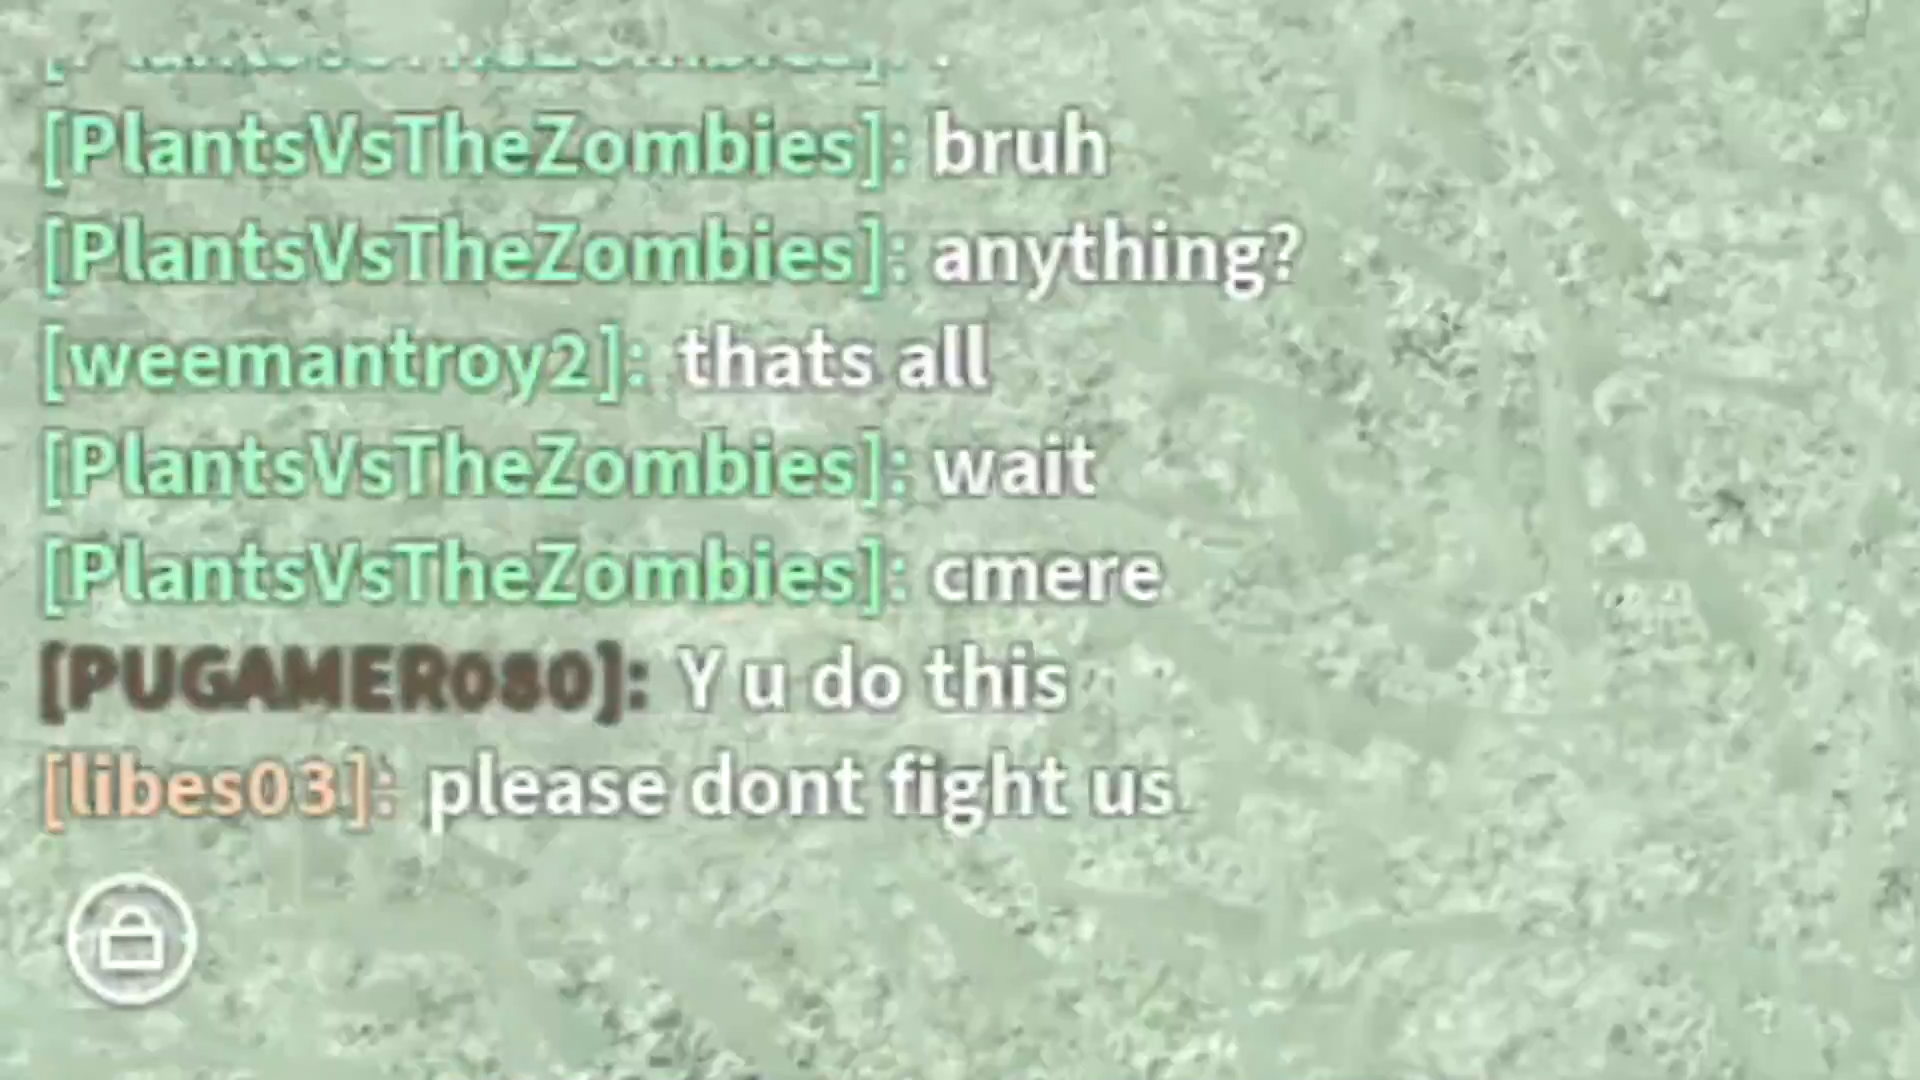 [PlantsVsTheZombies]: bruh
[PlantsVsTheZombies]: anything?
[weemantroy2]: thats all
[PlantsVsTheZombies]: wait
[PlantsVsTheZombies]: cmere
[PUGAMER080]: Y u do this
[libes03]: please dont fight us